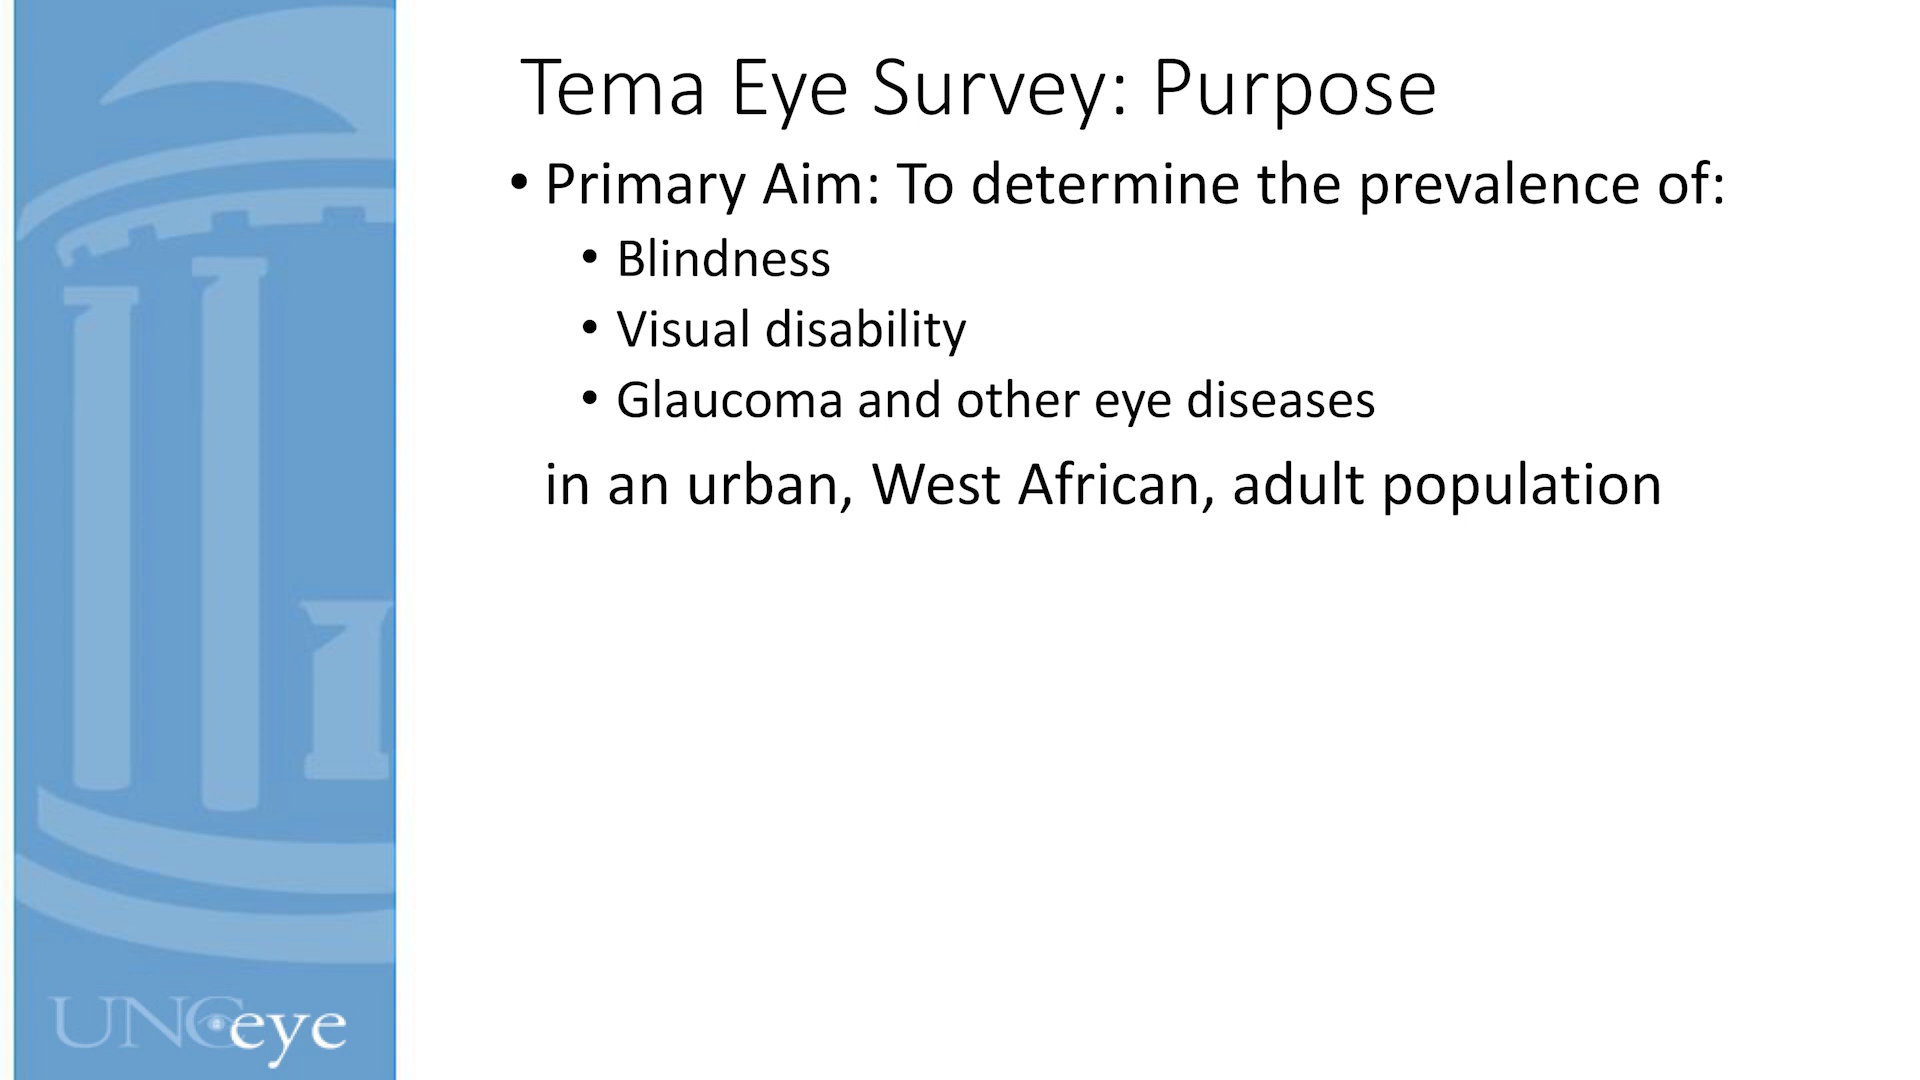 Tema Eye Survey: Purpose
• Primary Aim: To determine the prevalence of:
• Blindness
• Visual disability
• Glaucoma and other eye diseases
in an urban, West African, adult population
UNCeye